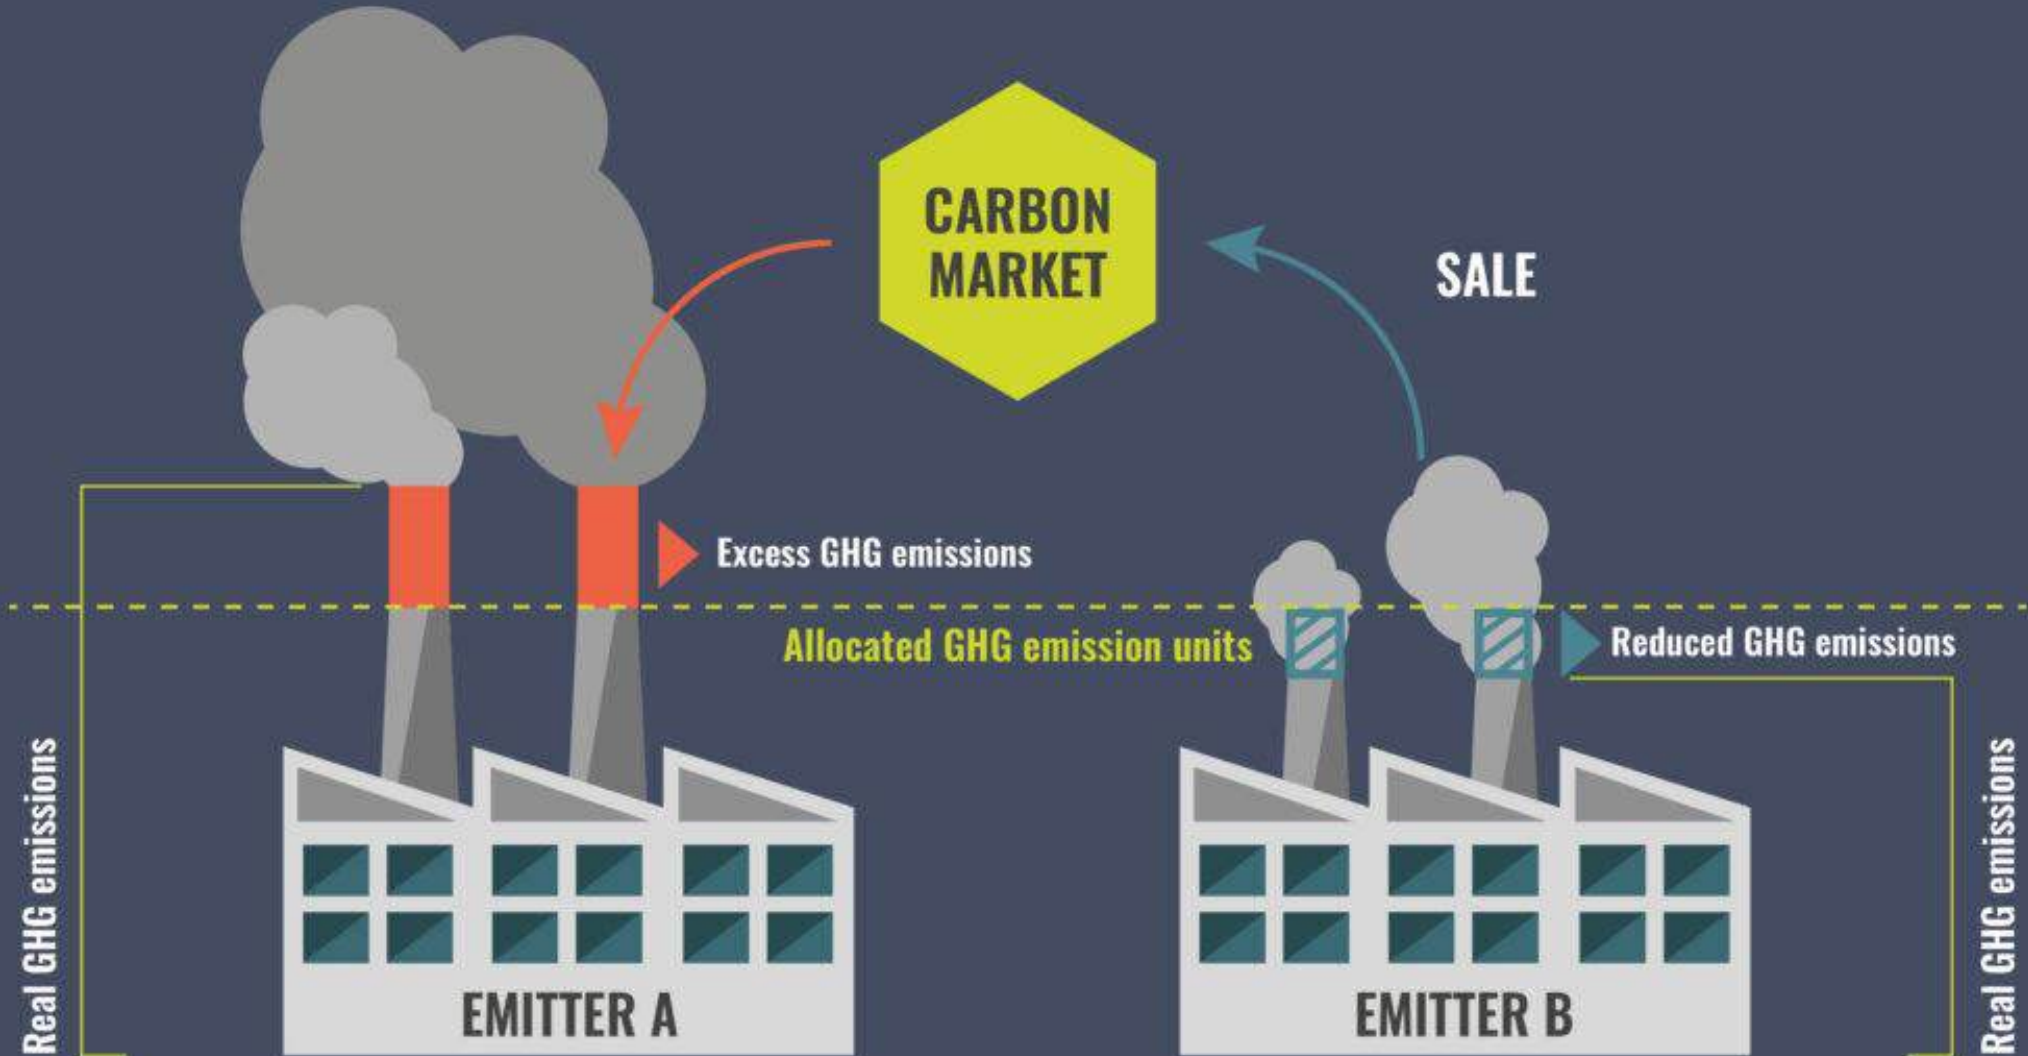 CARBON
MARKET
SALE
Excess GHG emissions
Allocated GHG emission units
Reduced GHG emissions
Real GHG emissions
Real GHG emissions
EMITTER A
EMITTER B